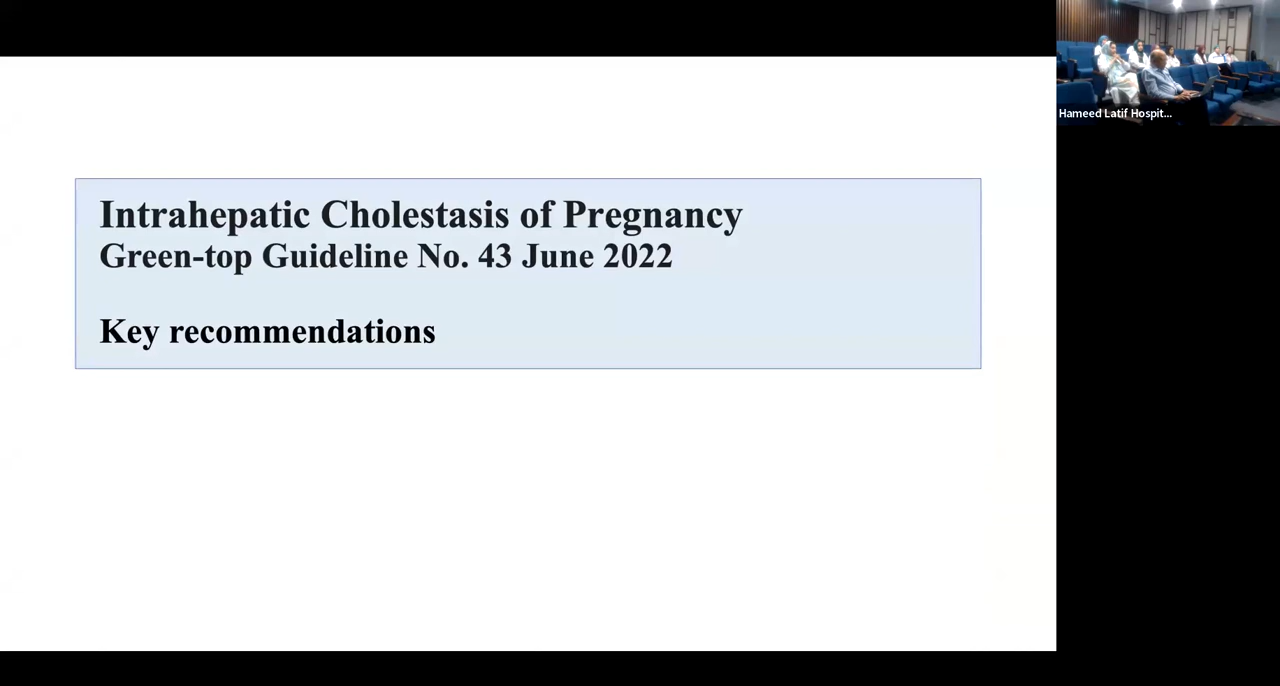 Intrahepatic Cholestasis of Pregnancy
Green-top Guideline No. 43 June 2022
Key recommendations
Hameed Latif Hospit...